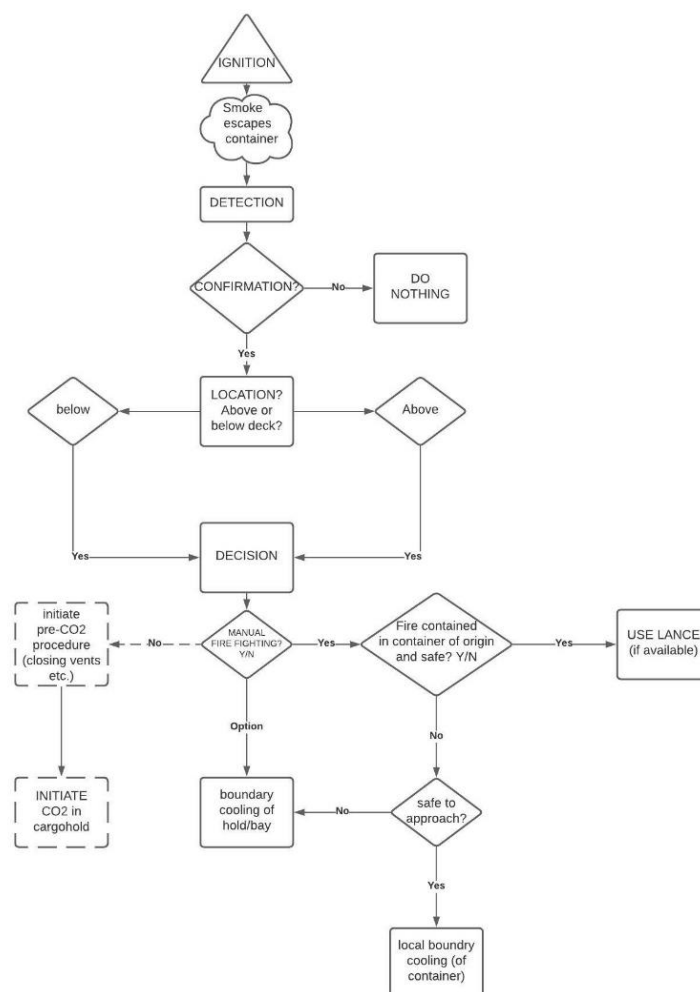 IGNITION
Smoke
escapes
container
DETECTION
CONFIRMATION?
No
DO
NOTHING
Yes
below
LOCATION?
Above or
below deck?
Above
Yes
DECISION
Yes
initiate
pre-CO2
procedure
(closing vents
etc.)
No
MANUAL
FIRE FIGHTING?
Y/N
Yes
Fire contained
in container of origin
and safe? Y/N
Yes
USE LANCE
(if available)
Option
No
INITIATE
CO2 in
cargohold
boundary
cooling of
hold/bay
No
safe to
approach?
Yes
local boundry
cooling (of
container)